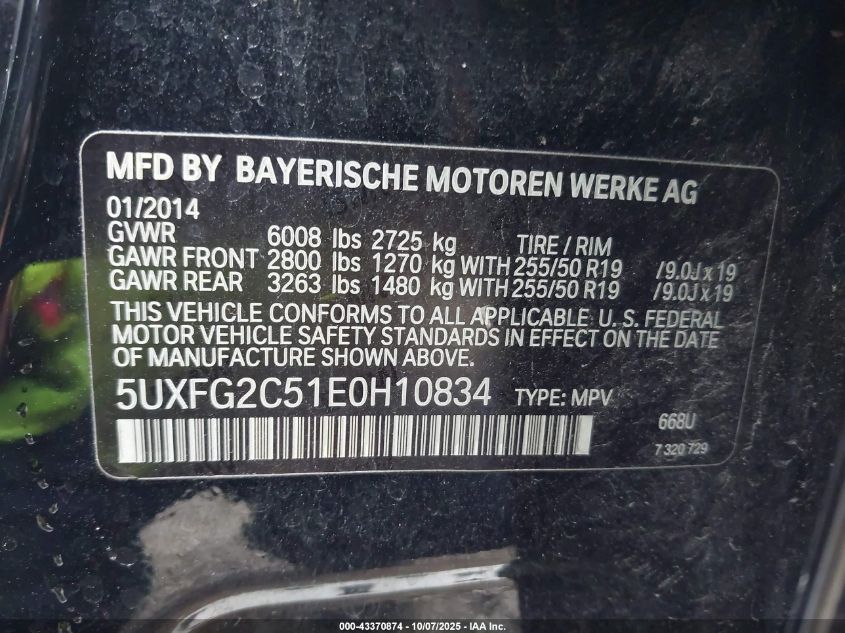 MFD BY BAYERISCHE MOTOREN WERKE AG
01/2014
GVWR 6008 lbs 2725 kg TIRE / RIM
GAWR FRONT 2800 lbs 1270 kg WITH 255/50 R19 /9.0J x 19
GAWR REAR 3263 lbs 1480 kg WITH 255/50 R19 /9.0J x 19
THIS VEHICLE CONFORMS TO ALL APPLICABLE U. S. FEDERAL
MOTOR VEHICLE SAFETY STANDARDS IN EFFECT ON THE DATE
OF MANUFACTURE SHOWN ABOVE.
5UXFG2C51E0H10834 TYPE: MPV
668U
7 320 729
000-43370874 - 10/07/2025 - IAA Inc.